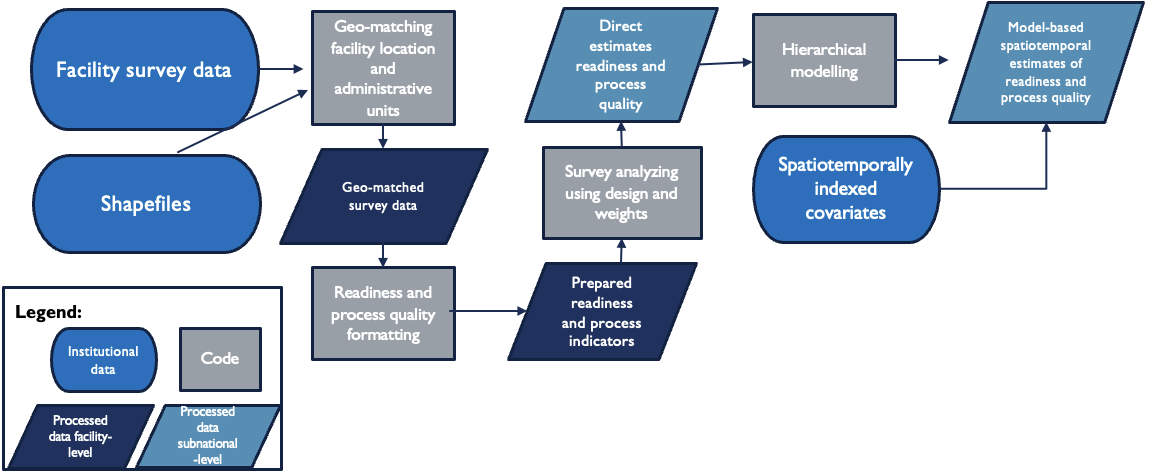 Facility survey data
Shapefiles
Geo-matching
facility location
and
administrative
units
Geo-matched
survey data
Readiness and
process quality
formatting
Prepared
readiness
and process
indicators
Survey analyzing
using design and
weights
Direct
estimates
readiness and
process
quality
Hierarchical
modelling
Model-based
spatiotemporal
estimates of
readiness and
process quality
Spatiotemporally
indexed
covariates
Legend:
Institutional
data
Code
Processed
data facility-
level
Processed
data
subnational
-level